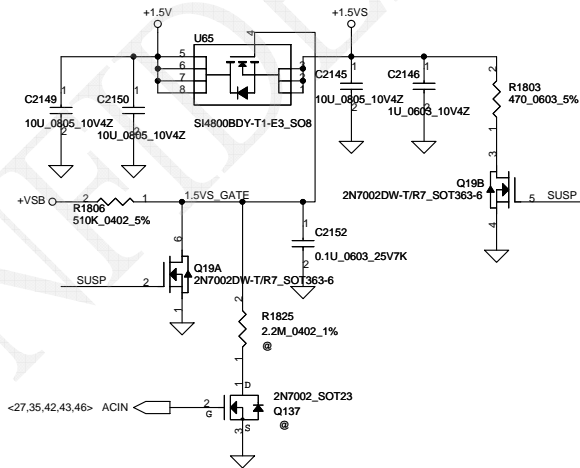 +1.5V
+1.5VS
U65
4
5
6
7
8
3
2
1
SI4800BDY-T1-E3_SO8
1
C2149
10U_0805_10V4Z
2
1
C2150
10U_0805_10V4Z
2
1
C2145
10U_0805_10V4Z
2
1
C2146
1U_0603_10V4Z
2
2
R1803
470_0603_5%
1
3
Q19B
2N7002DW-T/R7_SOT363-6
5
SUSP
4
+VSB
2
1
R1806
510K_0402_5%
1.5VS_GATE
6
Q19A
2N7002DW-T/R7_SOT363-6
SUSP
2
1
1
C2152
0.1U_0603_25V7K
2
2
R1825
2.2M_0402_1%
@
1
1
D
2N7002_SOT23
Q137
@
<27,35,42,43,46>
ACIN
2
G
S
3